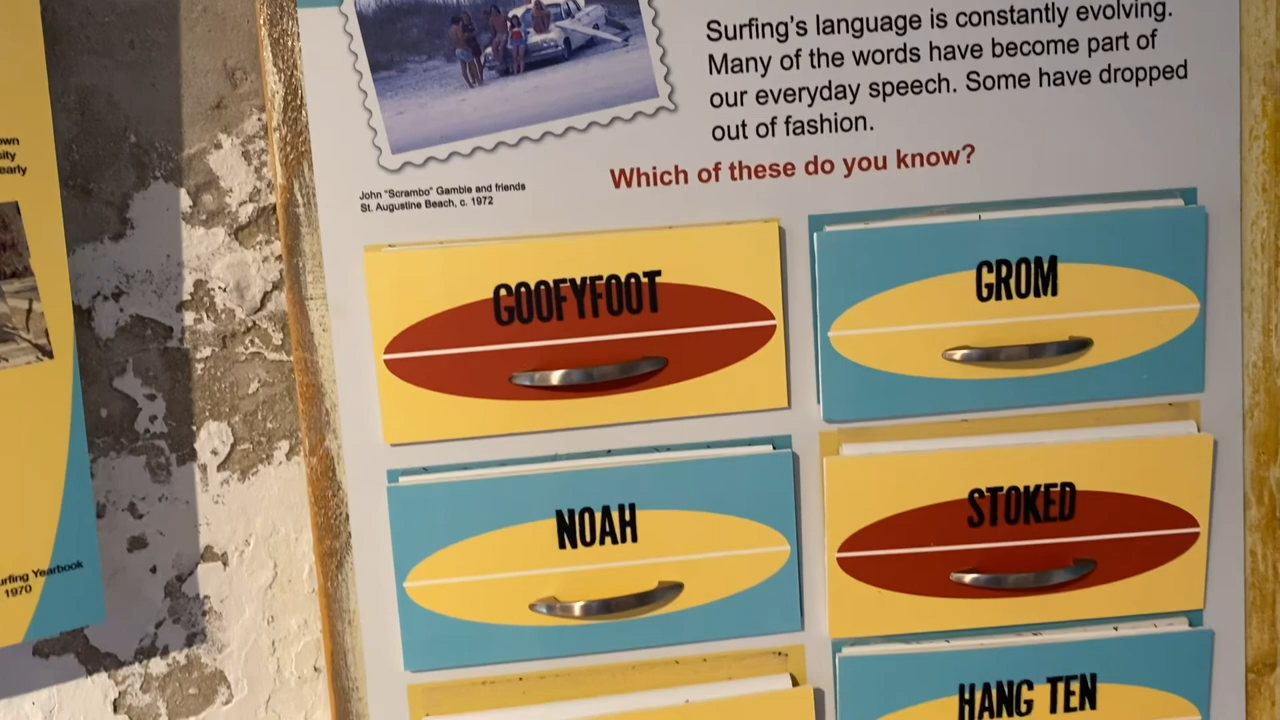 Surfing's language is constantly evolving.
Many of the words have become part of
our everyday speech. Some have dropped
out of fashion.
Which of these do you know?
John "Scrambo" Gamble and friends
St. Augustine Beach, c. 1972
GOOFYFOOT
GROM
NOAH
STOKED
HANG TEN
early
Yearbook
1970